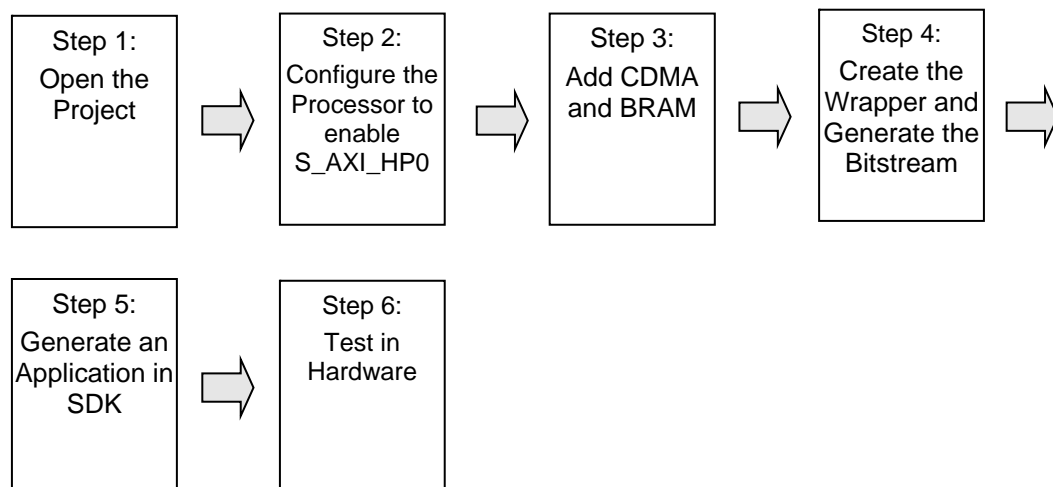 Step 1:
Open the
Project
Step 2:
Configure the
Processor to
enable
S_AXI_HP0
Step 3:
Add CDMA
and BRAM
Step 4:
Create the
Wrapper and
Generate the
Bitstream
Step 5:
Generate an
Application in
SDK
Step 6:
Test in
Hardware